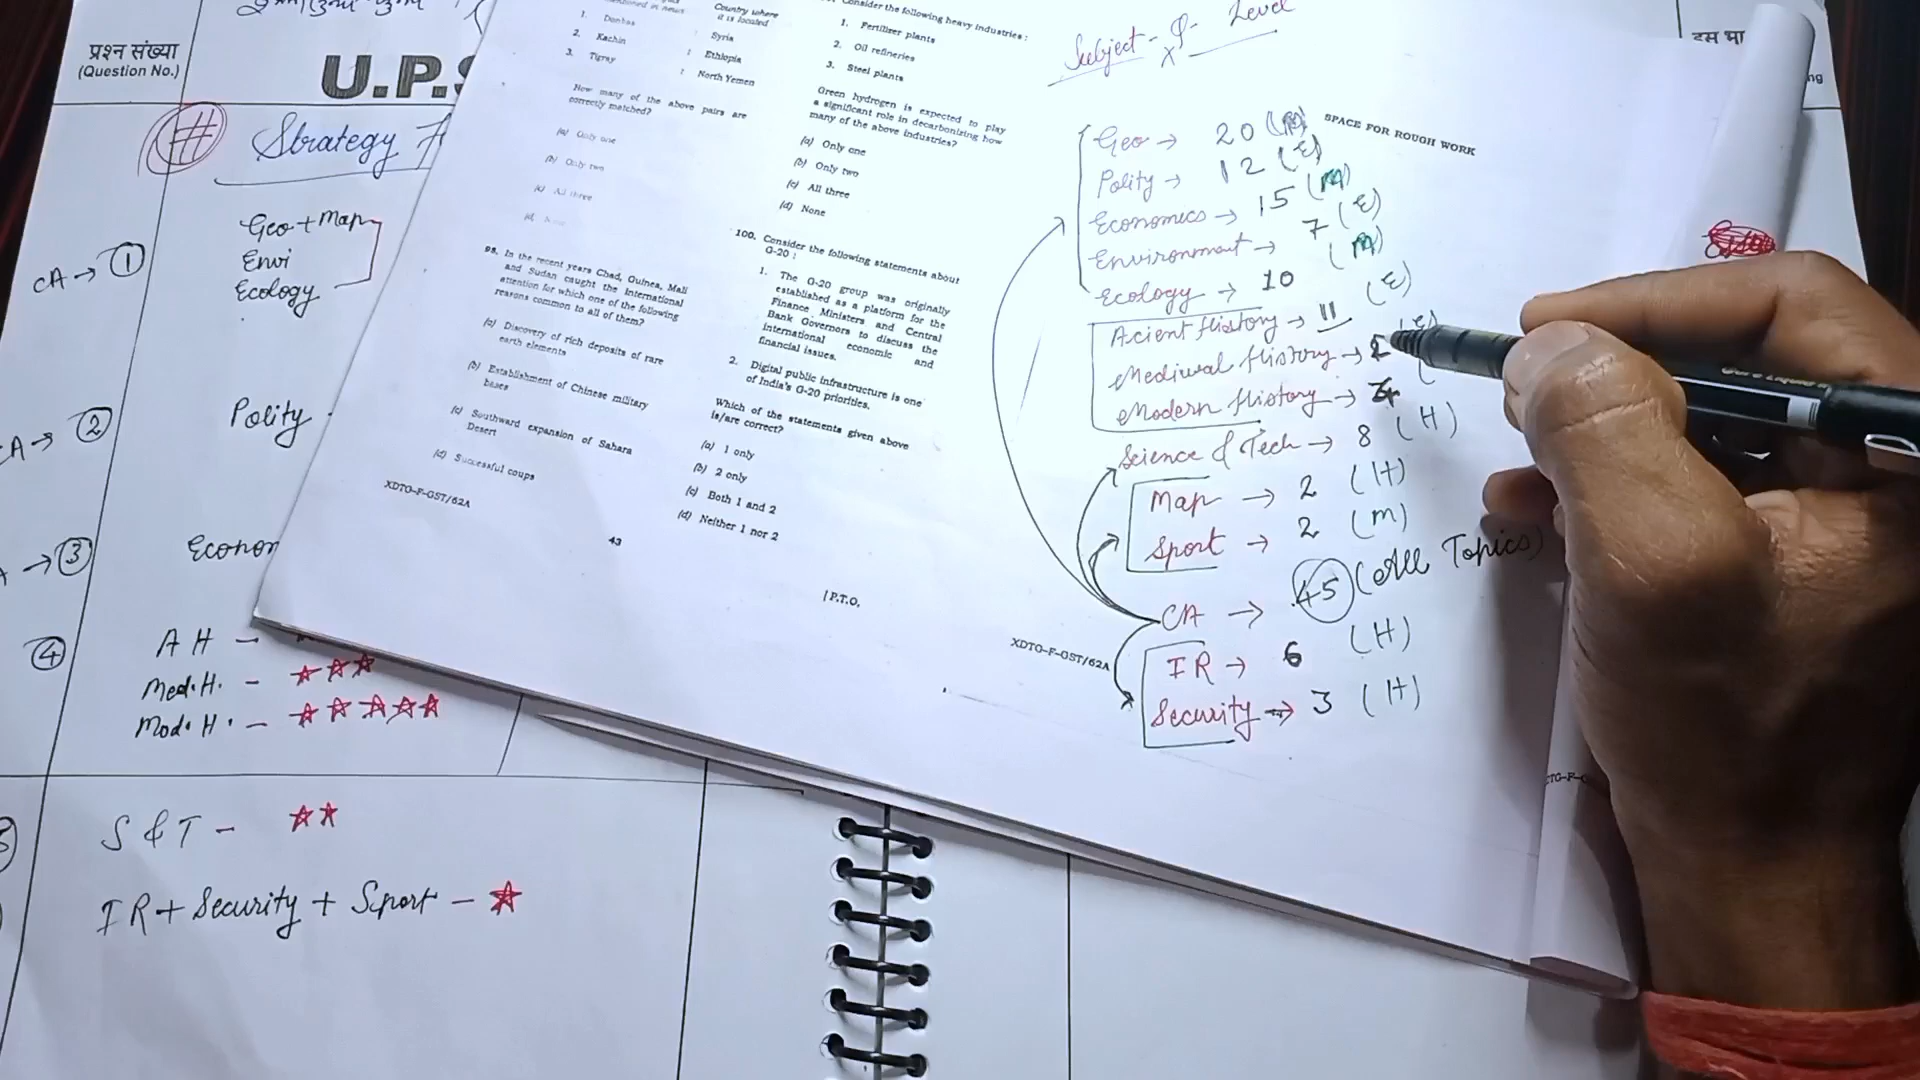 प्रश्न संख्या
(Question No.)
U.P.S
इस भा
ng
# Strategy
CA → 1
Geo + Map
Envi
Ecology
CA → 2
Polity
→ 3
Econom
4
A H -
Med. H. - ☆☆☆
Mod. H. - ☆☆☆☆☆
S & T - ☆☆
IR + Security + Sport - ☆
mentioned in news
Country where
it is located
1. Donbas : Syria
2. Kachin : Ethiopia
3. Tigray : North Yemen
How many of the above pairs are
correctly matched?
(a) Only one
(b) Only two
(c) All three
(d) None
98. In the recent years Chad, Guinea, Mali
and Sudan caught the international
attention for which one of the following
reasons common to all of them?
(a) Discovery of rich deposits of rare
earth elements
(b) Establishment of Chinese military
bases
(c) Southward expansion of Sahara
Desert
(d) Successful coups
XDTG-F-GST/62A
43
Consider the following heavy industries :
1. Fertilizer plants
2. Oil refineries
3. Steel plants
Green hydrogen is expected to play
a significant role in decarbonizing how
many of the above industries?
(a) Only one
(b) Only two
(c) All three
(d) None
100. Consider the following statements about
G-20 :
1. The G-20 group was originally
established as a platform for the
Finance Ministers and Central
Bank Governors to discuss the
international economic and
financial issues.
2. Digital public infrastructure is one
of India's G-20 priorities.
Which of the statements given above
is/are correct?
(a) 1 only
(b) 2 only
(c) Both 1 and 2
(d) Neither 1 nor 2
[ P.T.O.
Subject - Q - Level
SPACE FOR ROUGH WORK
Geo → 20 (M)
Polity → 12 (E)
Economics → 15 (M)
Environment → 7 (E)
Ecology → 10 (M)
Acient History → 11 (E)
Mediwal History → (E)
Modern History →
Science & Tech → 8 (H)
Map → 2 (H)
Sport → 2 (M)
CA → 45 (All Topics)
IR → 6 (H)
Security → 3 (H)
XDTG-F-GST/62A